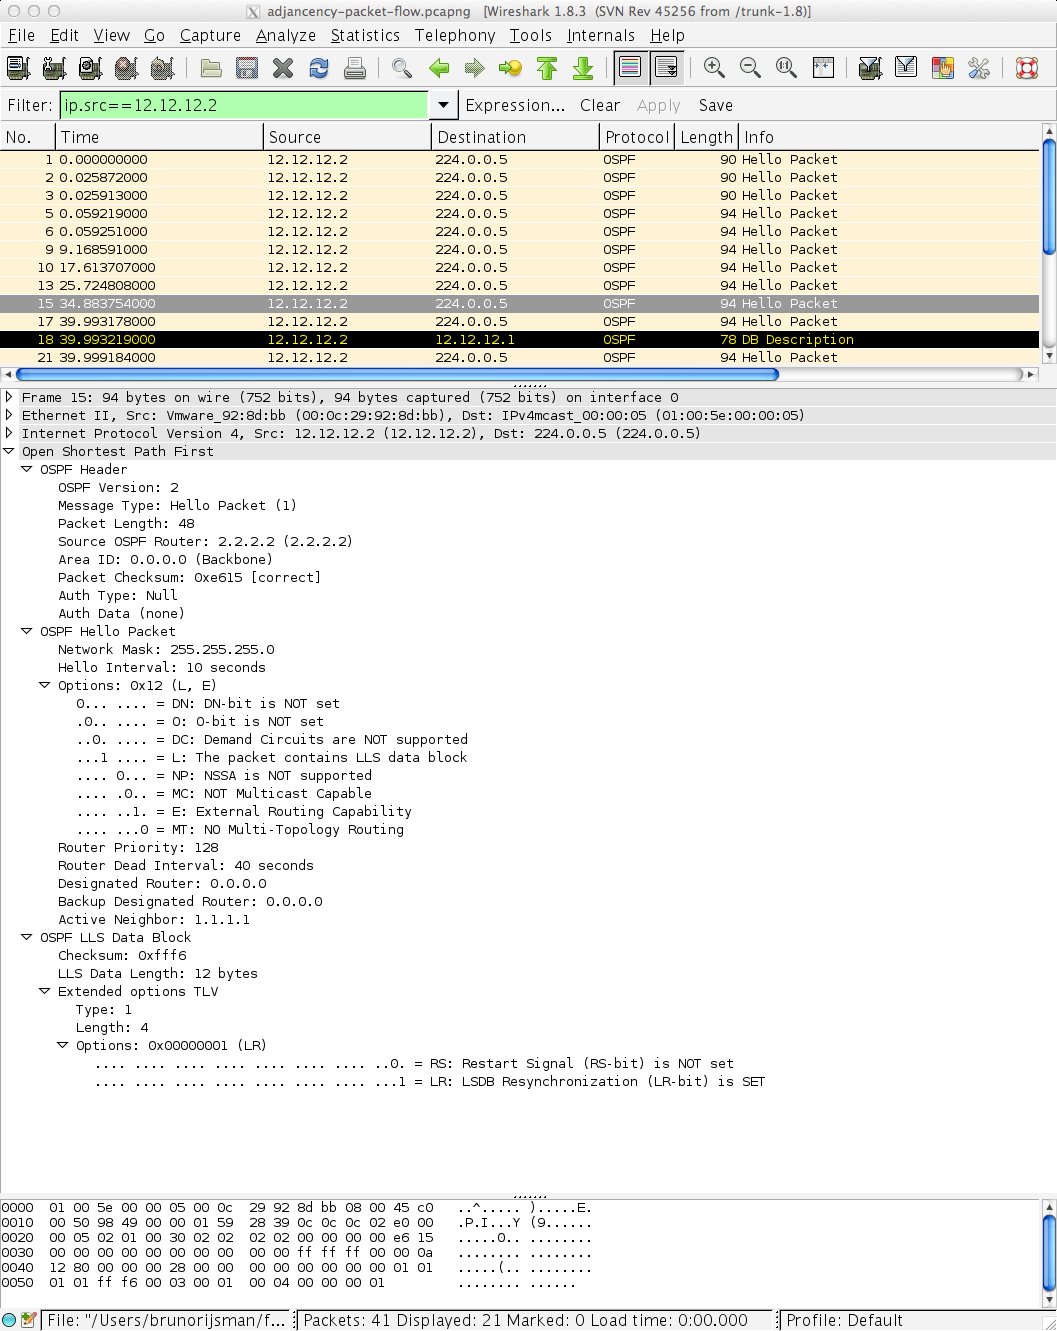 adjancency-packet-flow.pcapng [Wireshark 1.8.3 (SVN Rev 45256 from /trunk-1.8)]
File Edit View Go Capture Analyze Statistics Telephony Tools Internals Help
Filter: ip.src==12.12.12.2 Expression... Clear Apply Save
No. Time Source Destination Protocol Length Info
1 0.000000000 12.12.12.2 224.0.0.5 OSPF 90 Hello Packet
2 0.025872000 12.12.12.2 224.0.0.5 OSPF 90 Hello Packet
3 0.025913000 12.12.12.2 224.0.0.5 OSPF 90 Hello Packet
5 0.059219000 12.12.12.2 224.0.0.5 OSPF 94 Hello Packet
6 0.059251000 12.12.12.2 224.0.0.5 OSPF 94 Hello Packet
9 9.168591000 12.12.12.2 224.0.0.5 OSPF 94 Hello Packet
10 17.613707000 12.12.12.2 224.0.0.5 OSPF 94 Hello Packet
13 25.724808000 12.12.12.2 224.0.0.5 OSPF 94 Hello Packet
15 34.883754000 12.12.12.2 224.0.0.5 OSPF 94 Hello Packet
17 39.993178000 12.12.12.2 224.0.0.5 OSPF 94 Hello Packet
18 39.993219000 12.12.12.2 12.12.12.1 OSPF 78 DB Description
21 39.999184000 12.12.12.2 224.0.0.5 OSPF 94 Hello Packet
Frame 15: 94 bytes on wire (752 bits), 94 bytes captured (752 bits) on interface 0
Ethernet II, Src: Vmware_92:8d:bb (00:0c:29:92:8d:bb), Dst: IPv4mcast_00:00:05 (01:00:5e:00:00:05)
Internet Protocol Version 4, Src: 12.12.12.2 (12.12.12.2), Dst: 224.0.0.5 (224.0.0.5)
Open Shortest Path First
OSPF Header
OSPF Version: 2
Message Type: Hello Packet (1)
Packet Length: 48
Source OSPF Router: 2.2.2.2 (2.2.2.2)
Area ID: 0.0.0.0 (Backbone)
Packet Checksum: 0xe615 [correct]
Auth Type: Null
Auth Data (none)
OSPF Hello Packet
Network Mask: 255.255.255.0
Hello Interval: 10 seconds
Options: 0x12 (L, E)
0... .... = DN: DN-bit is NOT set
.0.. .... = O: O-bit is NOT set
..0. .... = DC: Demand Circuits are NOT supported
...1 .... = L: The packet contains LLS data block
.... 0... = NP: NSSA is NOT supported
.... .0.. = MC: NOT Multicast Capable
.... ..1. = E: External Routing Capability
.... ...0 = MT: NO Multi-Topology Routing
Router Priority: 128
Router Dead Interval: 40 seconds
Designated Router: 0.0.0.0
Backup Designated Router: 0.0.0.0
Active Neighbor: 1.1.1.1
OSPF LLS Data Block
Checksum: 0xfff6
LLS Data Length: 12 bytes
Extended options TLV
Type: 1
Length: 4
Options: 0x00000001 (LR)
.... .... .... .... .... .... .... ..0. = RS: Restart Signal (RS-bit) is NOT set
.... .... .... .... .... .... .... ...1 = LR: LSDB Resynchronization (LR-bit) is SET
0000 01 00 5e 00 00 05 00 0c 29 92 8d bb 08 00 45 c0 ..^..... ).....E.
0010 00 50 98 49 00 00 01 59 28 39 0c 0c 0c 02 e0 00 .P.I...Y (9......
0020 00 05 02 01 00 30 02 02 02 02 00 00 00 00 e6 15 .....0.. ........
0030 00 00 00 00 00 00 00 00 00 00 ff ff ff 00 00 0a ........ ........
0040 12 80 00 00 00 28 00 00 00 00 00 00 00 00 01 01 .....(.. ........
0050 01 01 ff f6 00 03 00 01 00 04 00 00 00 01 ........ ......
File: "/Users/brunorijsman/f... Packets: 41 Displayed: 21 Marked: 0 Load time: 0:00.000 Profile: Default